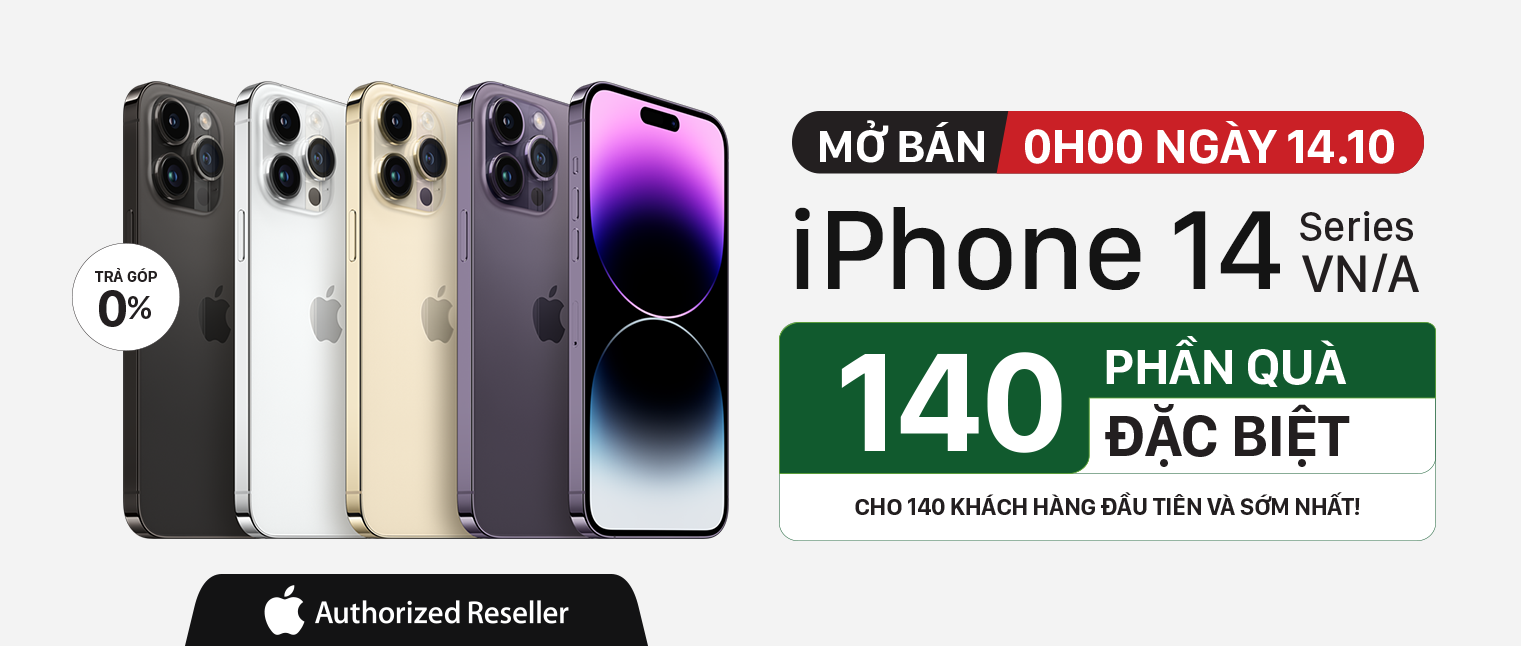 MỞ BÁN 0H00 NGÀY 14.10
iPhone 14 Series VN/A
TRẢ GÓP
0%
140 PHẦN QUÀ
ĐẶC BIỆT
CHO 140 KHÁCH HÀNG ĐẦU TIÊN VÀ SỚM NHẤT!
Authorized Reseller